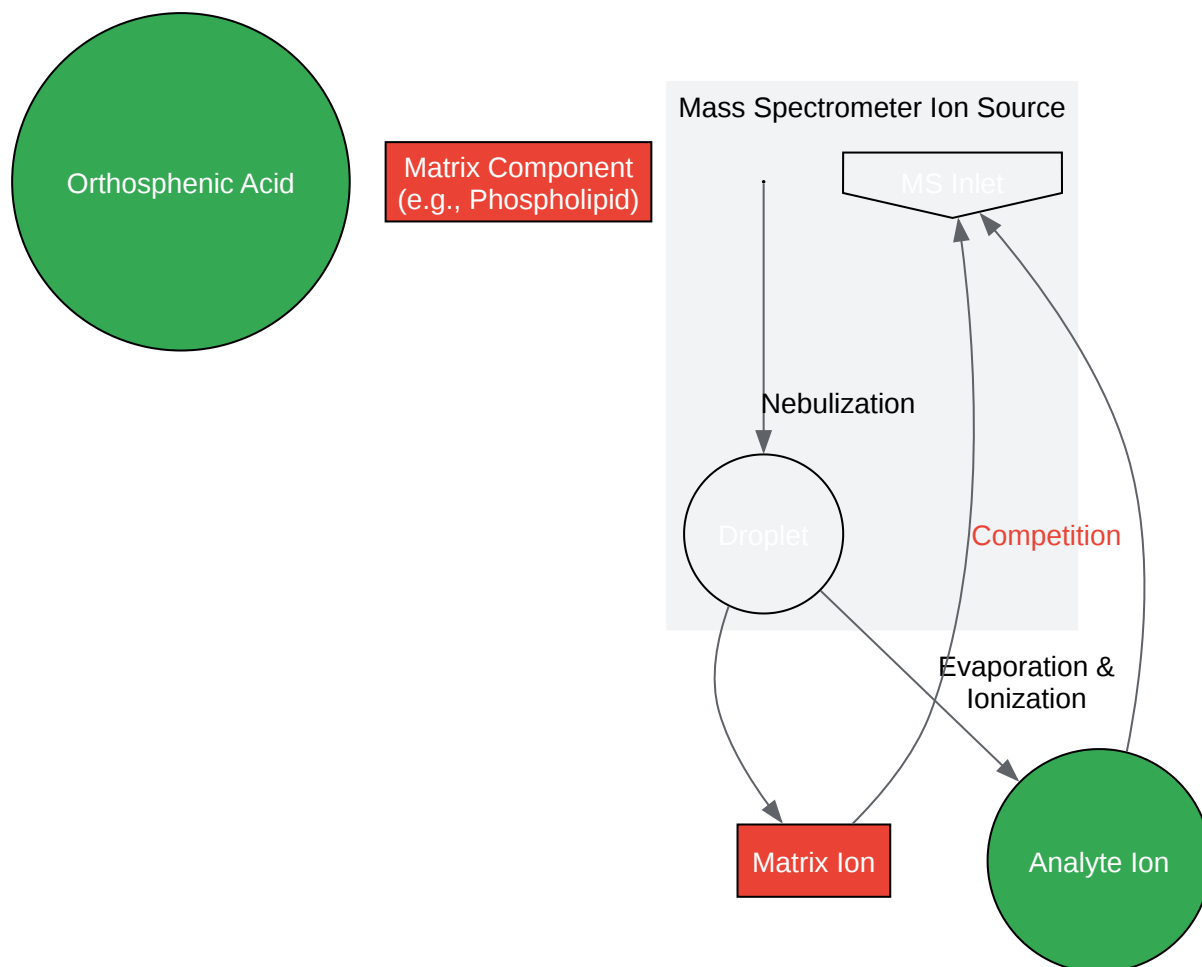 Mass Spectrometer Ion Source
Orthosphenic Acid
Matrix Component
(e.g., Phospholipid)
MS Inlet
Nebulization
Droplet
Competition
Evaporation &
Ionization
Matrix Ion
Analyte Ion